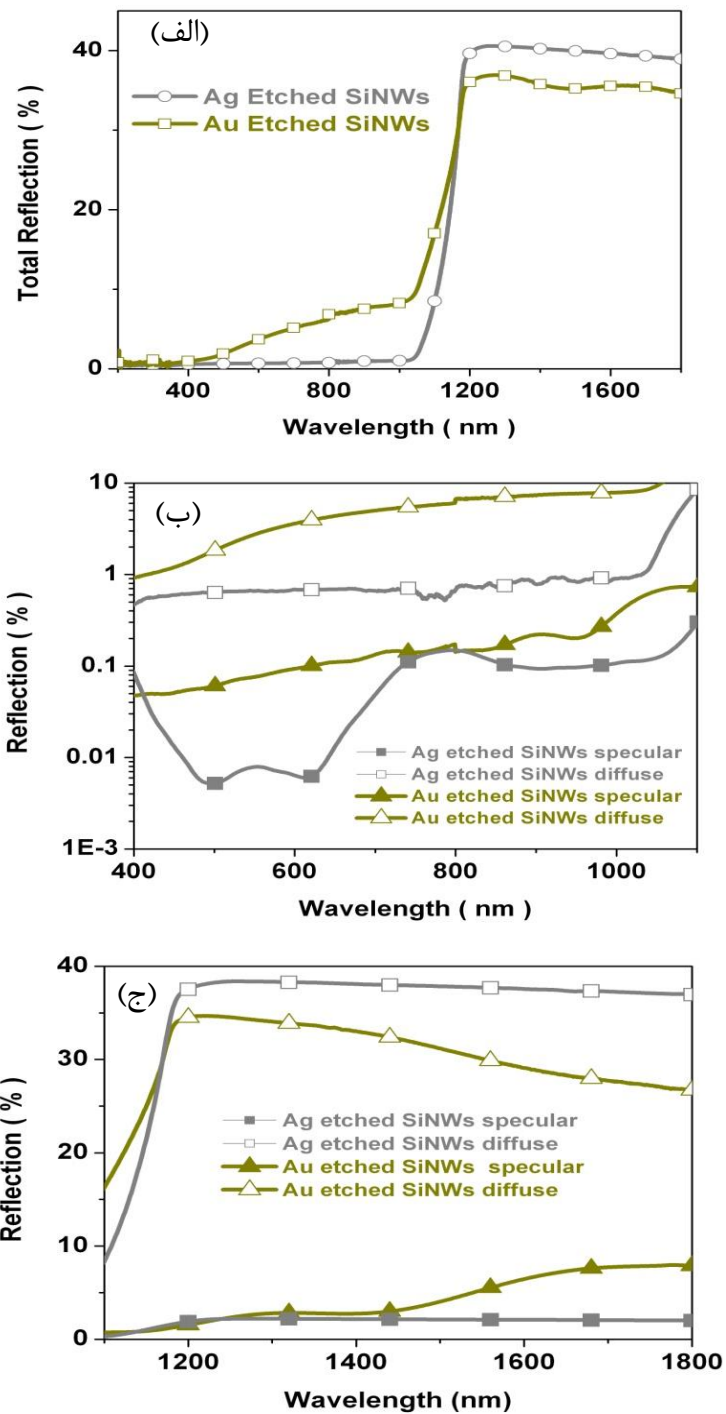 (الف)
40
20
0
Total Reflection ( % )
Ag Etched SiNWs
Au Etched SiNWs
400 800 1200 1600
Wavelength ( nm )
(ب)
10
1
0.1
0.01
1E-3
Reflection ( % )
Ag etched SiNWs specular
Ag etched SiNWs diffuse
Au etched SiNWs specular
Au etched SiNWs diffuse
400 600 800 1000
Wavelength ( nm )
(ج)
40
30
20
10
0
Reflection ( % )
Ag etched SiNWs specular
Ag etched SiNWs diffuse
Au etched SiNWs specular
Au etched SiNWs diffuse
1200 1400 1600 1800
Wavelength (nm)